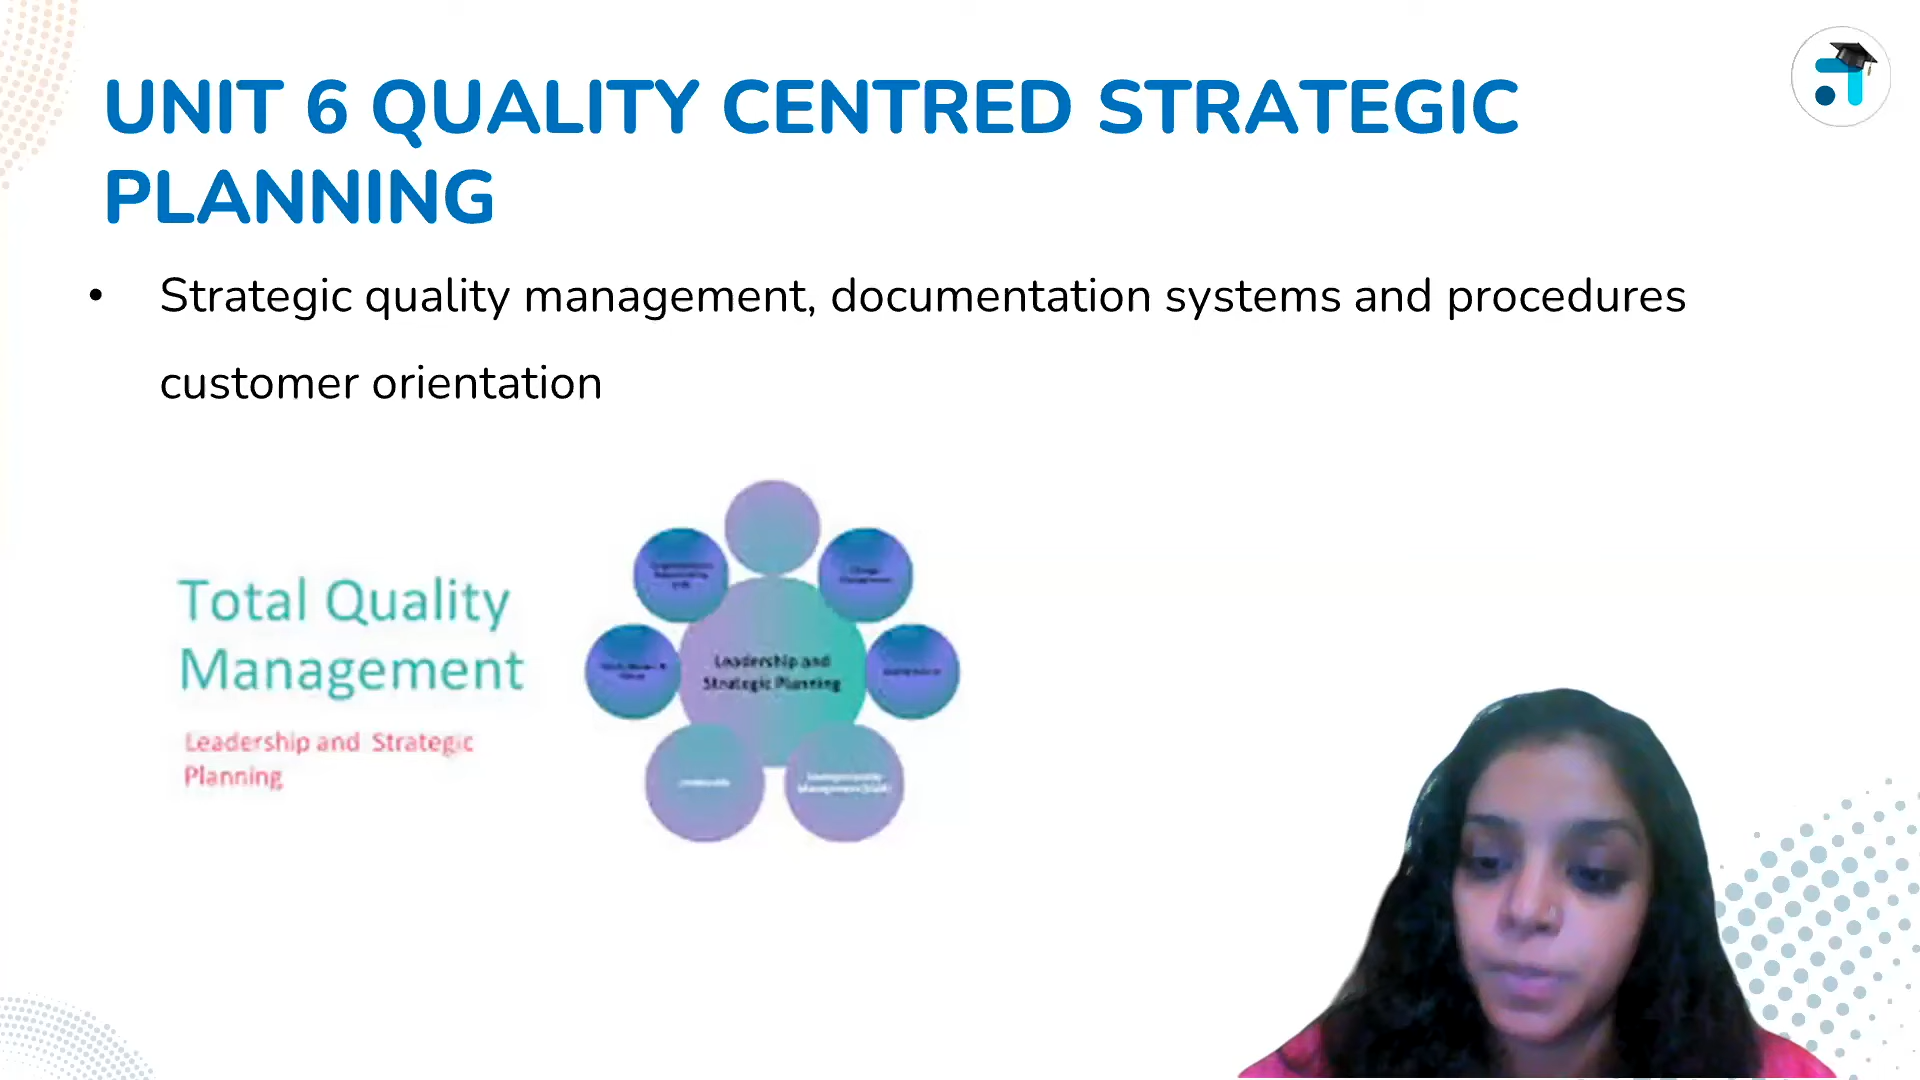 UNIT 6 QUALITY CENTRED STRATEGIC
PLANNING
• Strategic quality management, documentation systems and procedures
customer orientation
Total Quality
Management
Leadership and Strategic
Planning
Leadership and
Strategic Planning